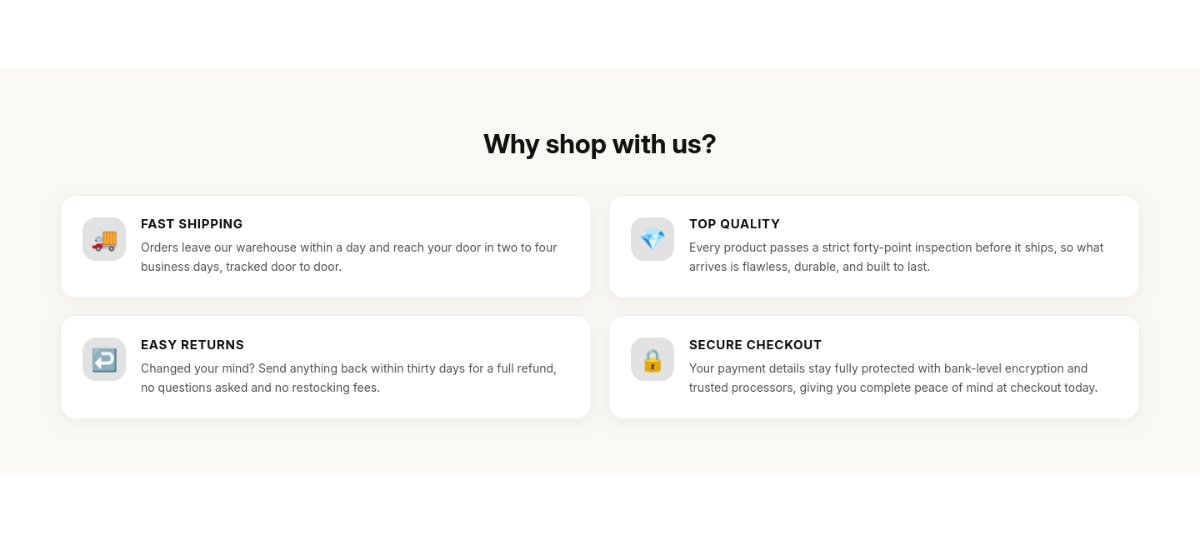 Why shop with us?
FAST SHIPPING
Orders leave our warehouse within a day and reach your door in two to four
business days, tracked door to door.
TOP QUALITY
Every product passes a strict forty-point inspection before it ships, so what
arrives is flawless, durable, and built to last.
EASY RETURNS
Changed your mind? Send anything back within thirty days for a full refund,
no questions asked and no restocking fees.
SECURE CHECKOUT
Your payment details stay fully protected with bank-level encryption and
trusted processors, giving you complete peace of mind at checkout today.